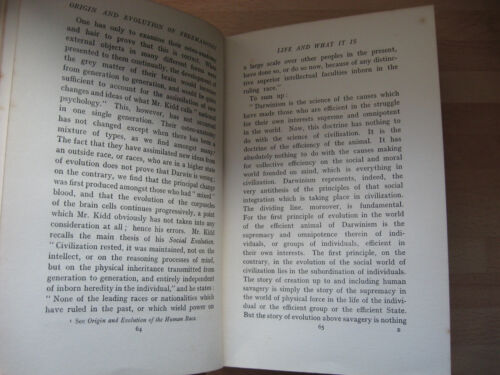 ORIGIN AND EVOLUTION OF FREEMASONRY
One has only to examine their osteo-anatomy
and hair to prove that this is correct. When
external objects in many different forms were
presented to them continually, the development of
the grey matter of their brain would increase
from generation to generation, and would be quite
sufficient to account for the assimilation of the
changes and ideas of what Mr. Kidd calls "national
psychology." This, however, has not occurred
in one single generation. Their osteo-anatomy
has not changed except when there has been a
mixture of types, as we find amongst many.
The fact that they have assimilated new ideas from
an outside race, or races, who are in a higher state
of evolution does not prove that Darwin is wrong;
on the contrary, we find that the principal change
was first produced amongst those who had "mixed"
blood, and that the evolution of the corpuscles
of the brain cells continues progressively, a point
which Mr. Kidd obviously has not taken into any
consideration at all; hence his errors. Mr. Kidd
recalls the main thesis of his Social Evolution.
"Civilization rested, it was maintained, not on the
intellect, or on the reasoning processes of mind,
but on the physical inheritance transmitted from
generation to generation, and entirely independent
of inborn heredity in the individual," and he states:
"None of the leading races or nationalities which
have ruled in the past, or which wield power on
1 See Origin and Evolution of the Human Race.
64
LIFE AND WHAT IT IS
a large scale over other peoples in the present,
have done so, or do so now, because of any distinc-
tive superior intellectual faculties inborn in the
ruling race."
To sum up:
"Darwinism is the science of the causes which
have made those who are efficient in the struggle
for their own interests supreme and omnipotent
in the world. Now, this doctrine has nothing to
do with the science of civilisation. It is the
doctrine of the efficiency of the animal. It has
absolutely nothing to do with the causes making
for collective efficiency on the social and moral
world founded on mind, which is everything in
civilization. Darwinism represents, indeed, the
very antithesis of the principles of that social
integration which is taking place in civilization.
The dividing line, moreover, is fundamental.
For the first principle of evolution in the world
of the efficient animal of Darwinism is the
supremacy and omnipotence therein of indi-
viduals, or groups of individuals, efficient in
their own interests. The first principle, on the
contrary, in the evolution of the social world of
civilization lies in the subordination of individuals.
The story of creation up to and including human
savagery is simply the story of the supremacy in
the world of physical force in the life of the indivi-
dual or the efficient group or the efficient State.
But the story of evolution above savagery is nothing
65